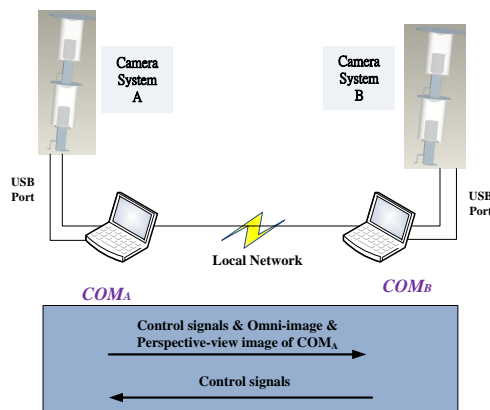 Camera
System
A
Camera
System
B
USB
Port
USB
Port
Local Network
COMA
COMB
Control signals & Omni-image &
Perspective-view image of COMA
Control signals